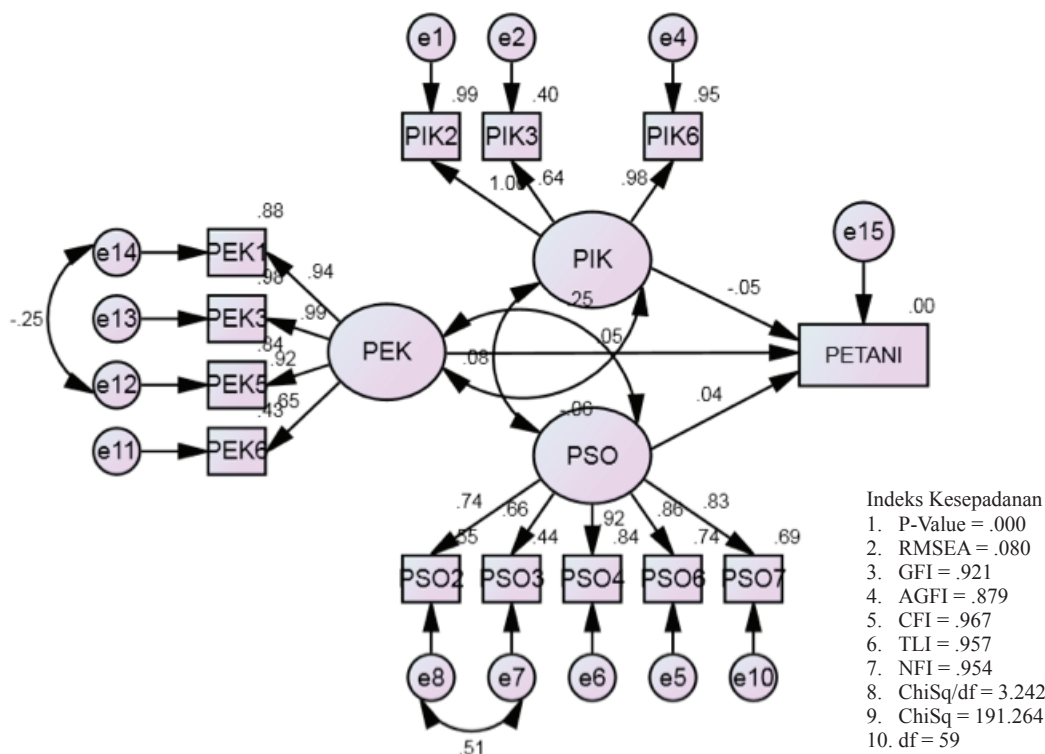 e1
e2
e4
.99
.40
.95
PIK2
PIK3
PIK6
1.00
.64
.98
e15
.88
e14
PEK1
.94
PIK
.98
.25
-.05
.00
-.25
e13
PEK3
.99
PEK
.08
.05
PETANI
.84
e12
PEK5
.92
.04
.43
.65
-.06
e11
PEK6
PSO
.74
.66
.92
.86
.83
.55
.44
.84
.74
.69
PSO2
PSO3
PSO4
PSO6
PSO7
e8
e7
e6
e5
e10
.51
Indeks Kesepadanan
1. P-Value = .000
2. RMSEA = .080
3. GFI = .921
4. AGFI = .879
5. CFI = .967
6. TLI = .957
7. NFI = .954
8. ChiSq/df = 3.242
9. ChiSq = 191.264
10. df = 59